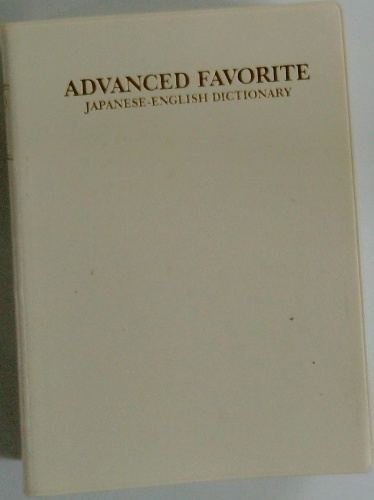 ADVANCED FAVORITE
JAPANESE-ENGLISH DICTIONARY